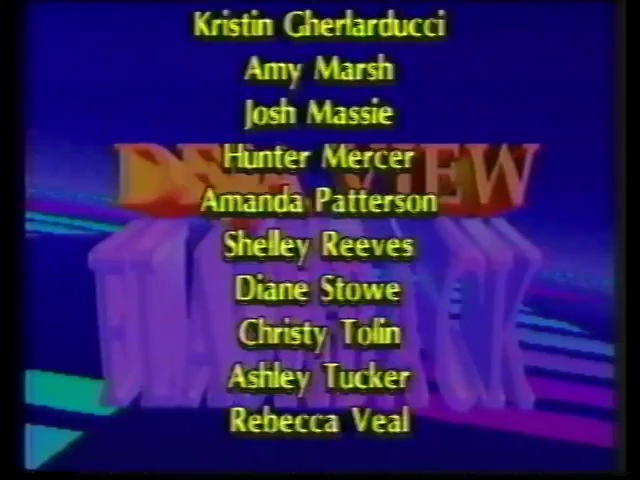 Kristin Gherlarducci
Amy Marsh
Josh Massie
Hunter Mercer
VIEW
Amanda Patterson
Shelley Reeves
Diane Stowe
Christy Tolin
Ashley Tucker
Rebecca Veal